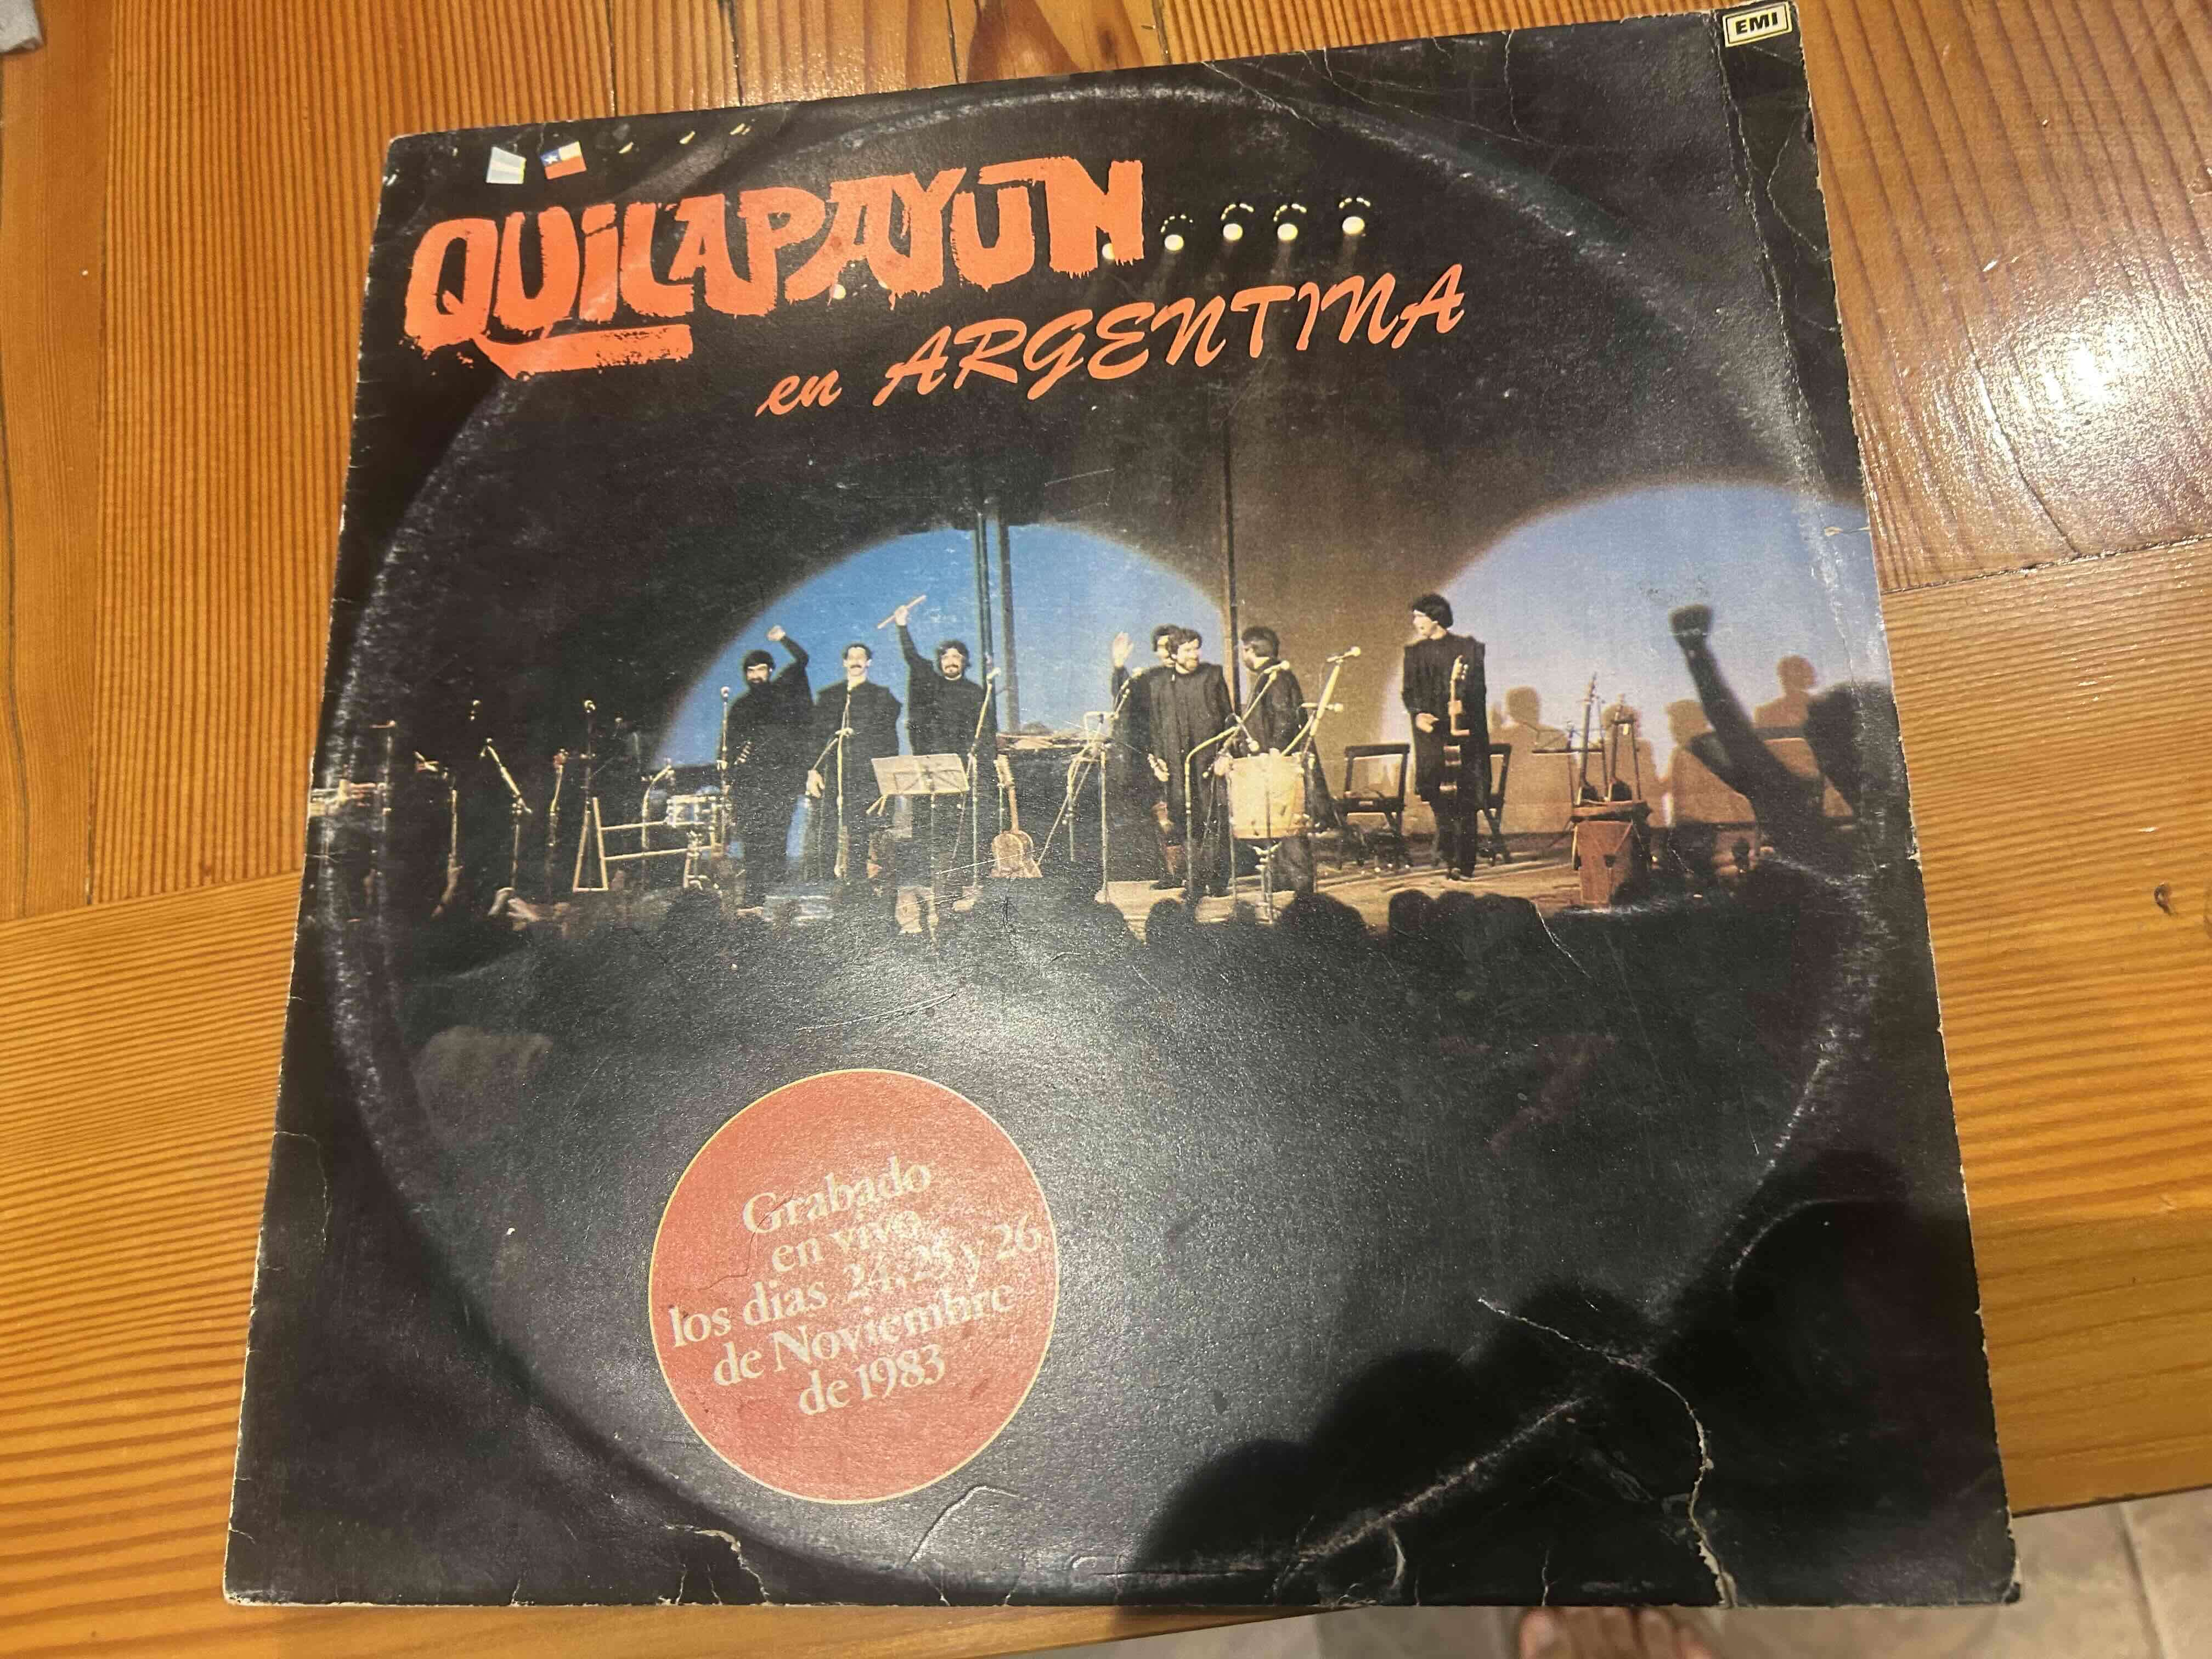 EMI
QUILAPAYUN
en ARGENTINA
Grabado
en vivo
los dias 24, 25 y 26
de Noviembre
de 1983